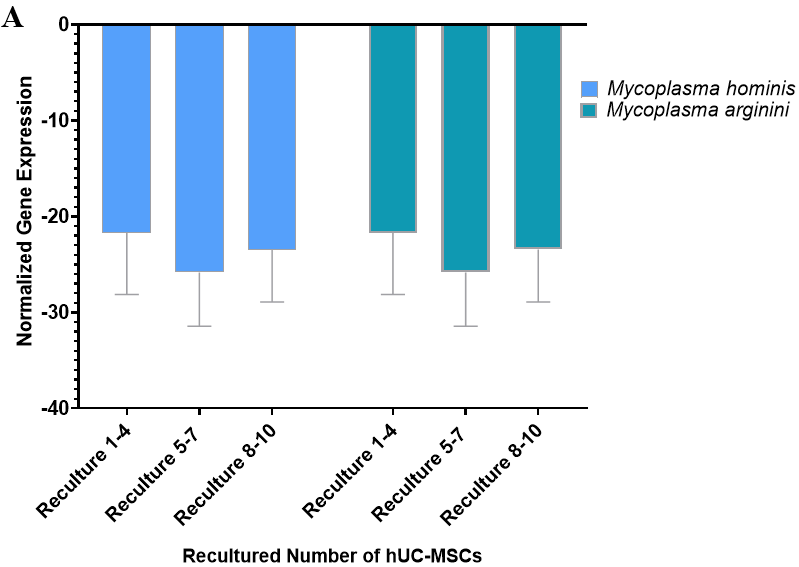 A
0
-10
-20
-30
-40
Normalized Gene Expression
Mycoplasma hominis
Mycoplasma arginini
Reculture 1-4
Reculture 5-7
Reculture 8-10
Reculture 1-4
Reculture 5-7
Reculture 8-10
Recultured Number of hUC-MSCs